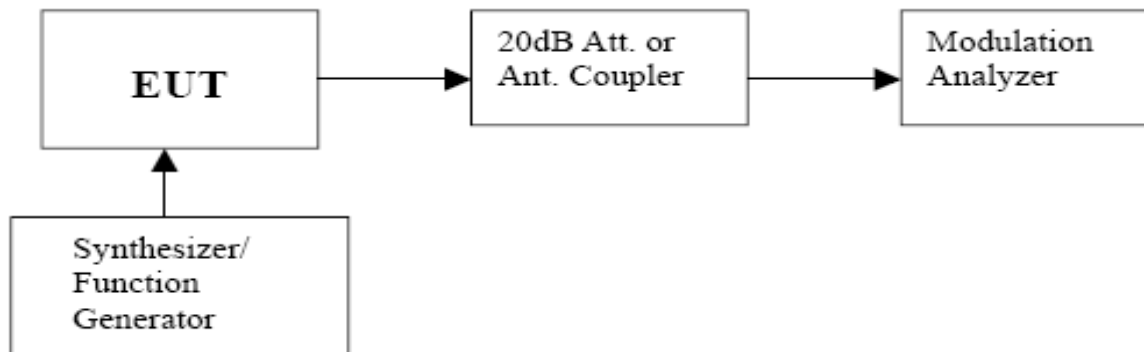 EUT
20dB Att. or
Ant. Coupler
Modulation
Analyzer
Synthesizer/
Function
Generator